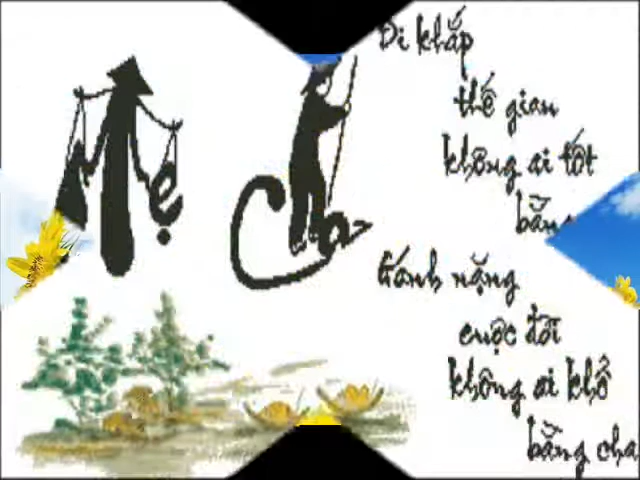 Mẹ Cha
Đi khắp
thế gian
không ai tốt
bằng
Gánh nặng
cuộc đời
không ai khổ
bằng cha